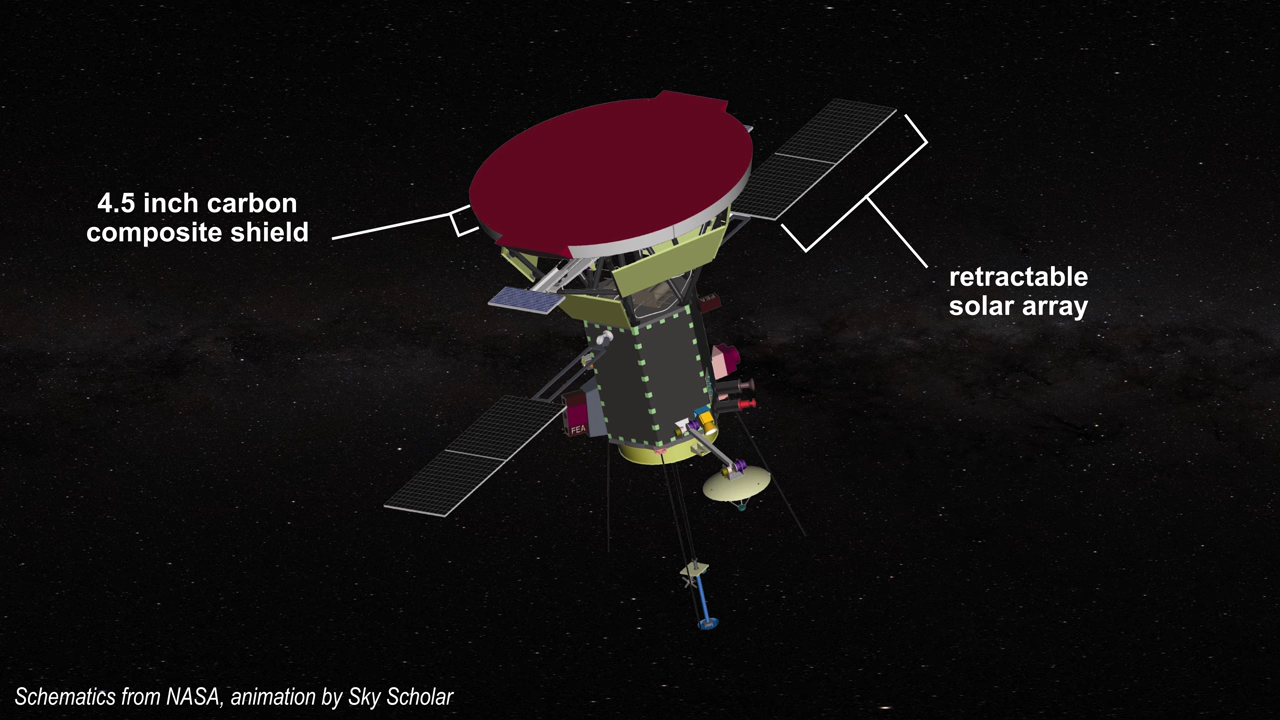 4.5 inch carbon
composite shield
retractable
solar array
FEA
Schematics from NASA, animation by Sky Scholar